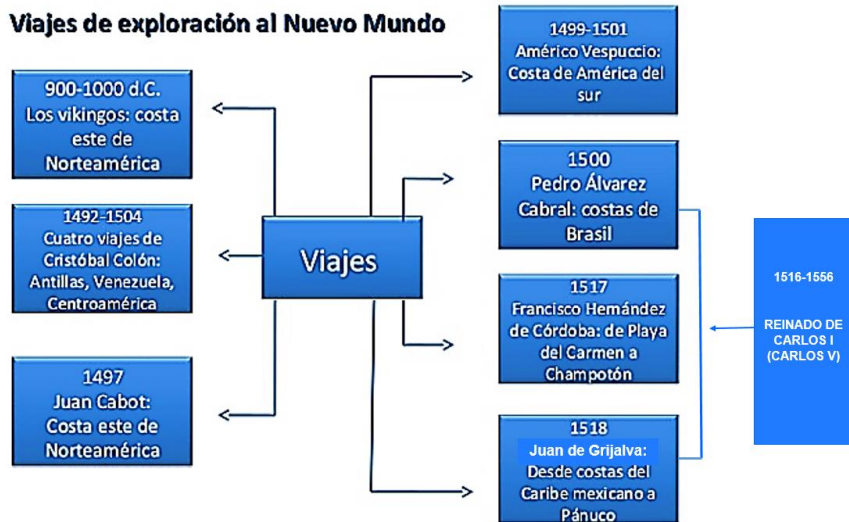 Viajes de exploración al Nuevo Mundo
900-1000 d.C.
Los vikingos: costa
este de
Norteamérica
1492-1504
Cuatro viajes de
Cristóbal Colón:
Antillas, Venezuela,
Centroamérica
1497
Juan Cabot:
Costa este de
Norteamérica
Viajes
1499-1501
Américo Vespuccio:
Costa de América del
sur
1500
Pedro Álvarez
Cabral: costas de
Brasil
1517
Francisco Hernández
de Córdoba: de Playa
del Carmen a
Champotón
1518
Juan de Grijalva:
Desde costas del
Caribe mexicano a
Pánuco
1516-1556
REINADO DE
CARLOS I
(CARLOS V)